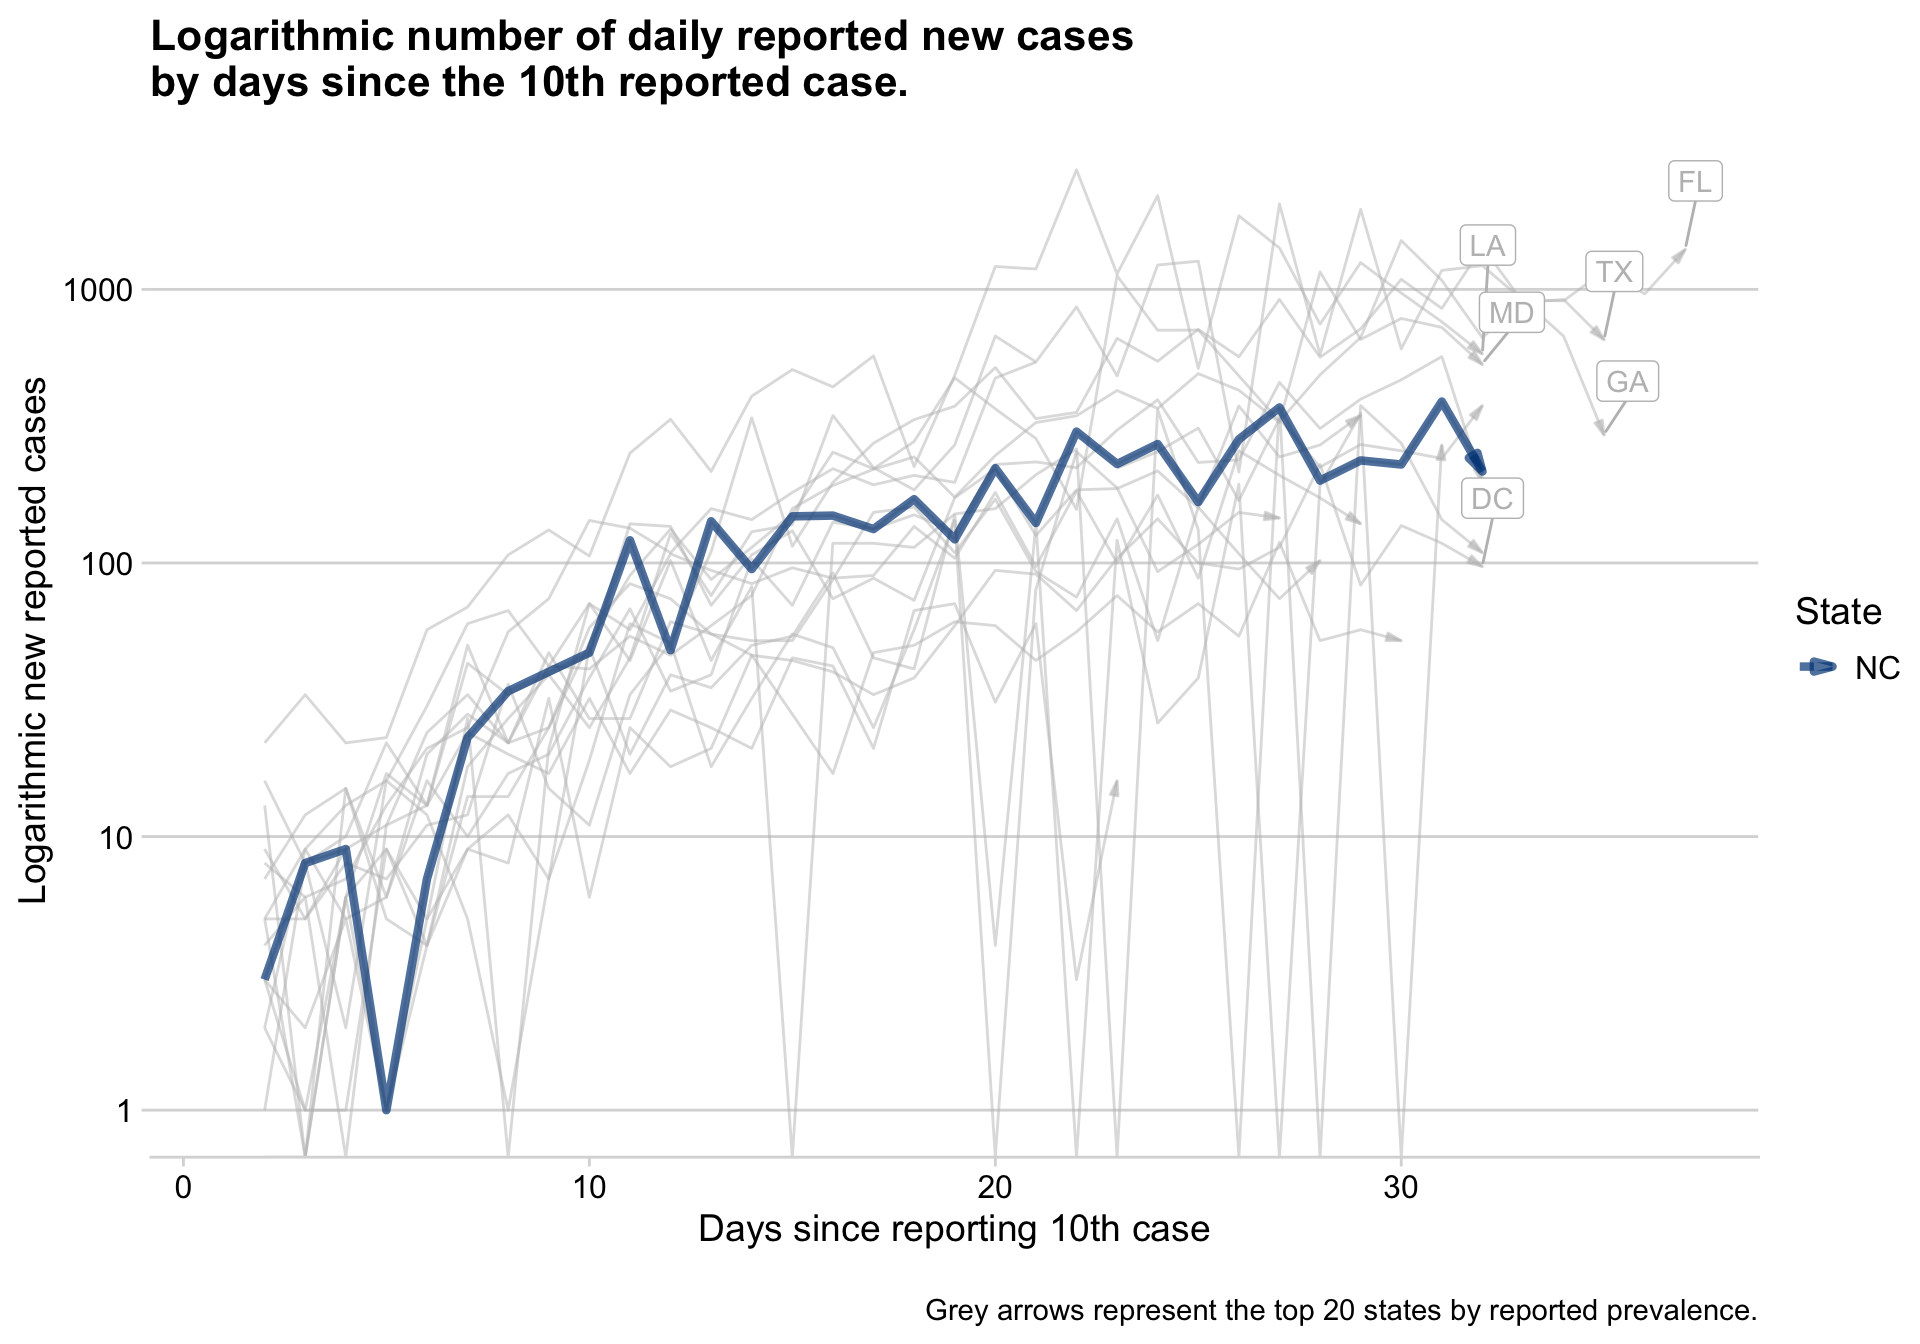 Logarithmic number of daily reported new cases
by days since the 10th reported case.
Logarithmic new reported cases
1000
100
10
1
FL
LA
TX
MD
GA
DC
State
NC
0
10
20
30
Days since reporting 10th case
Grey arrows represent the top 20 states by reported prevalence.